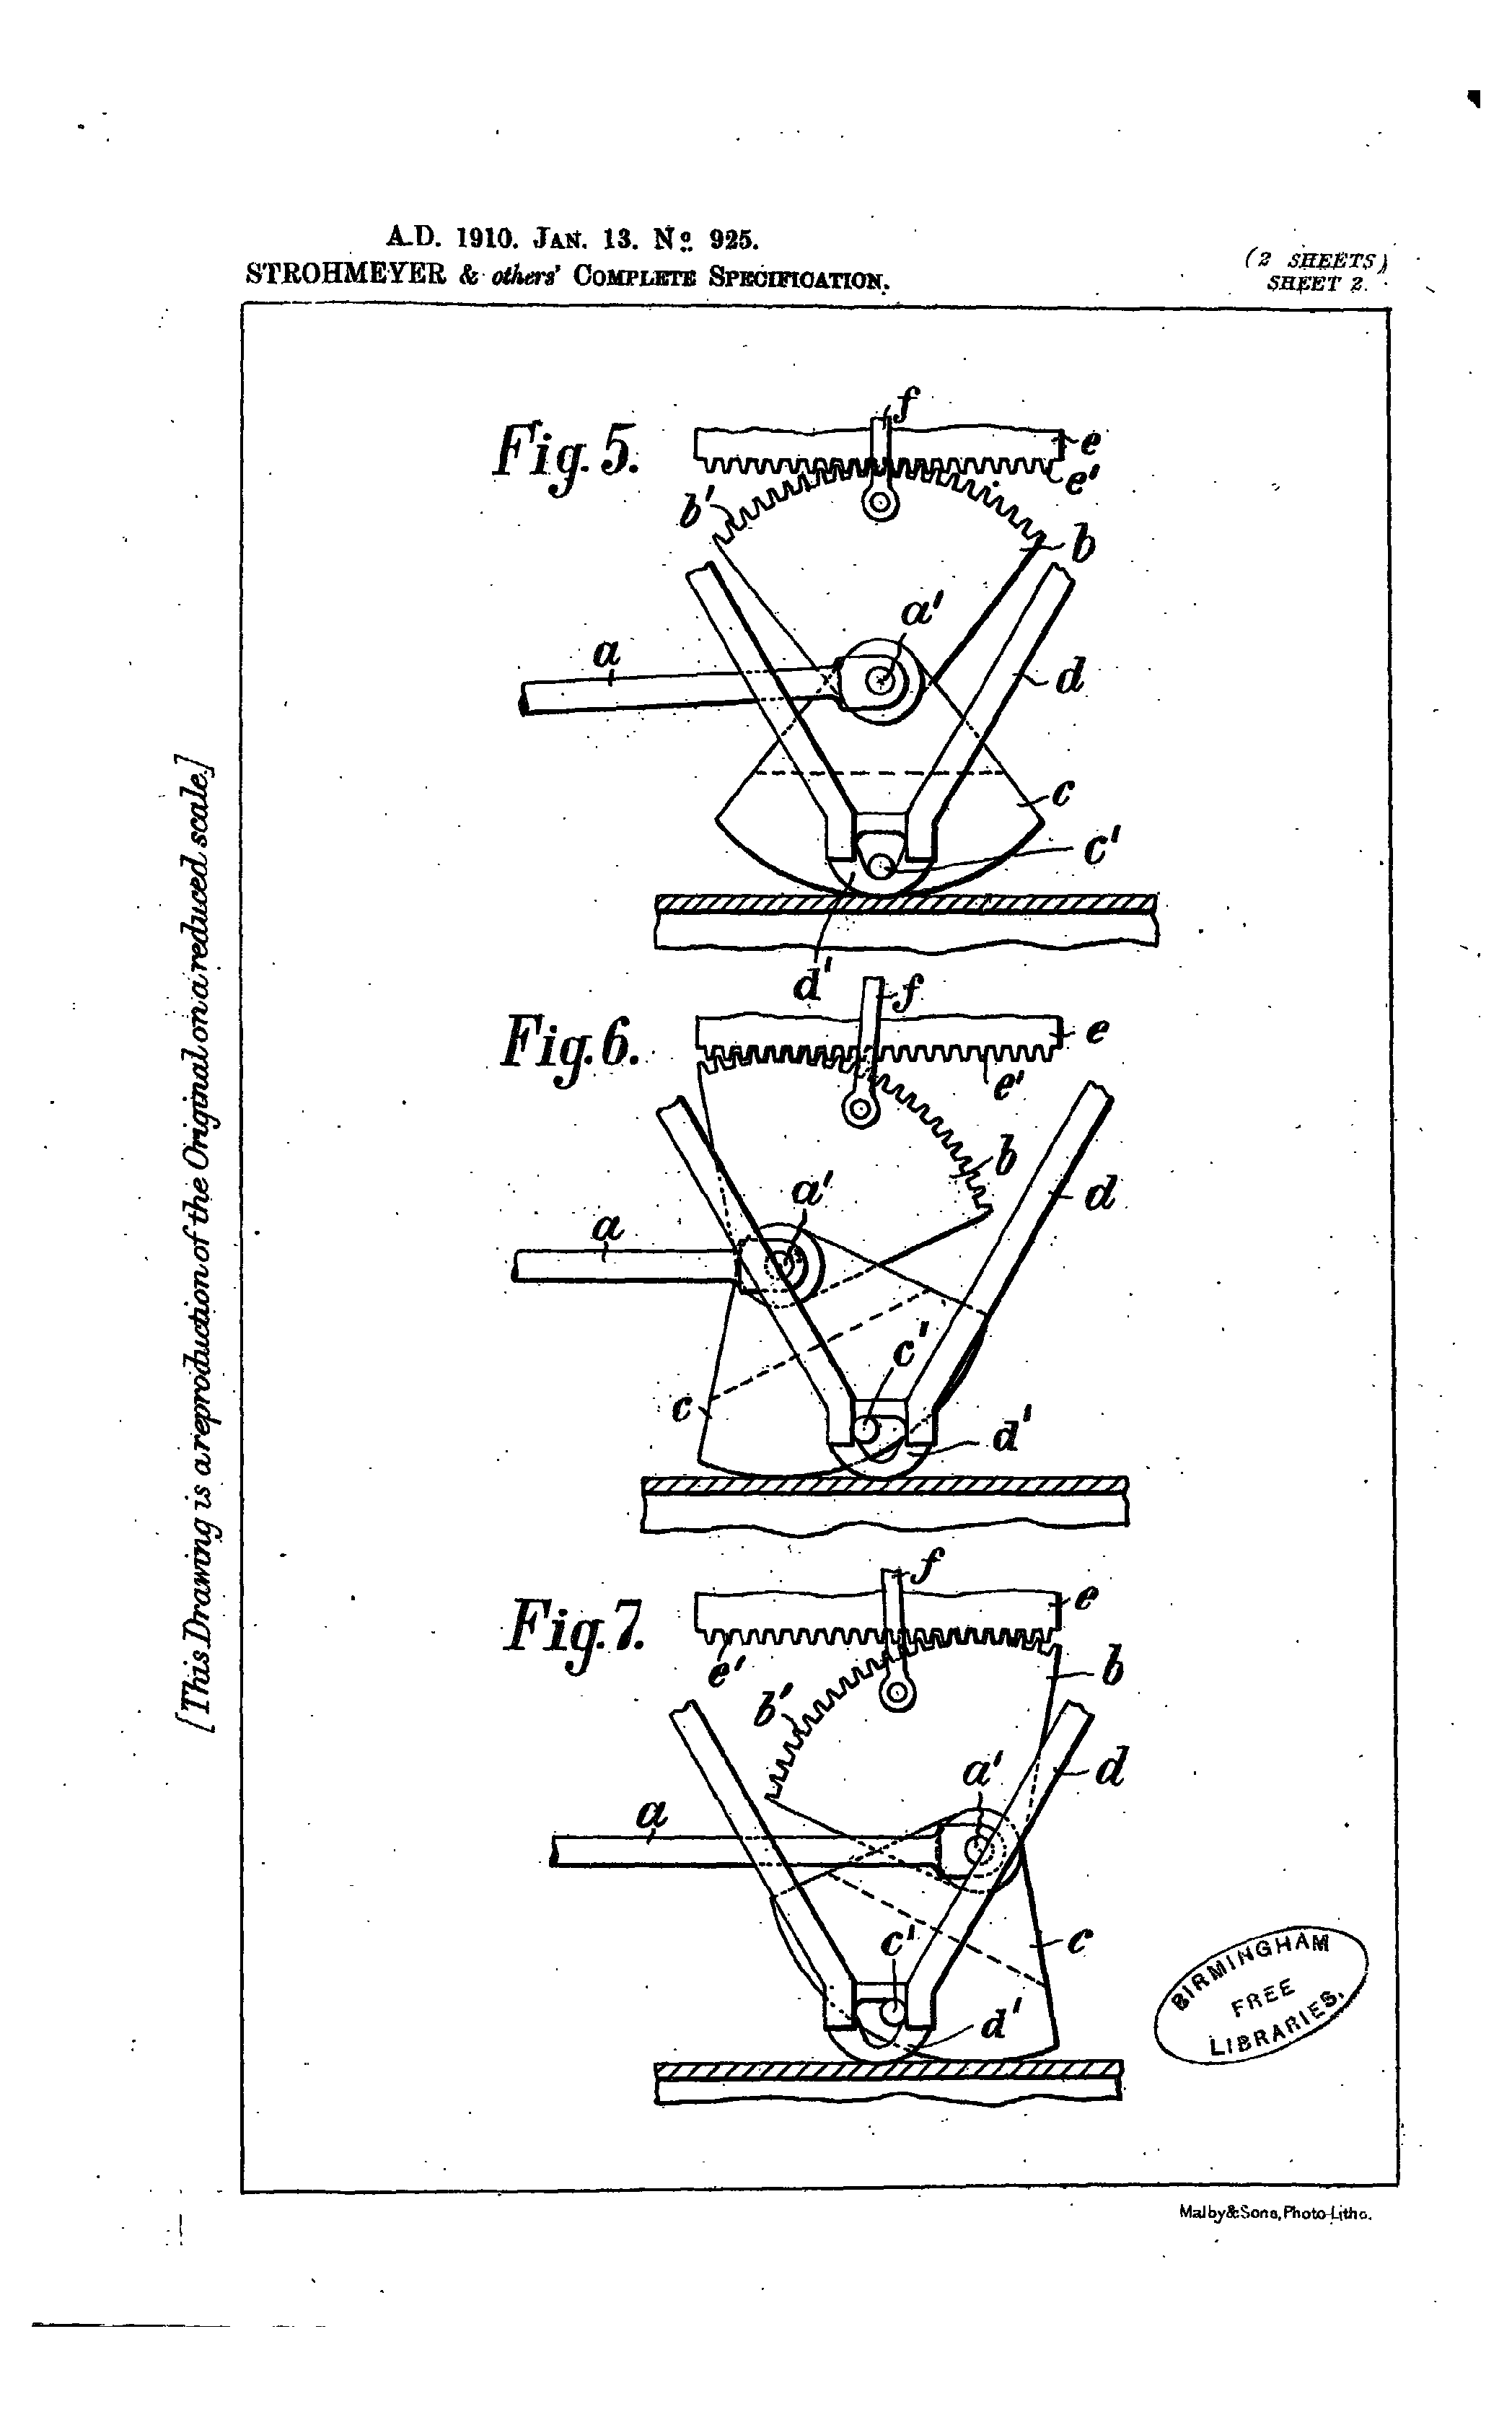 A.D. 1910. JAN. 13. No. 925.
STROHMEYER & others' COMPLETE SPECIFICATION.
(2 SHEETS)
SHEET 2.
[This Drawing is a reproduction of the Original on a reduced scale.]
Fig. 5.
f
e
e'
b'
b
a'
a
d
c
c'
d'
Fig. 6.
f
e
e'
b
a'
d
a
c'
c
d'
Fig. 7.
f
e
e'
b
b'
a'
d
a
c'
c
d'
BIRMINGHAM
FREE
LIBRARIES.
Malby&Sons, Photo-Litho.